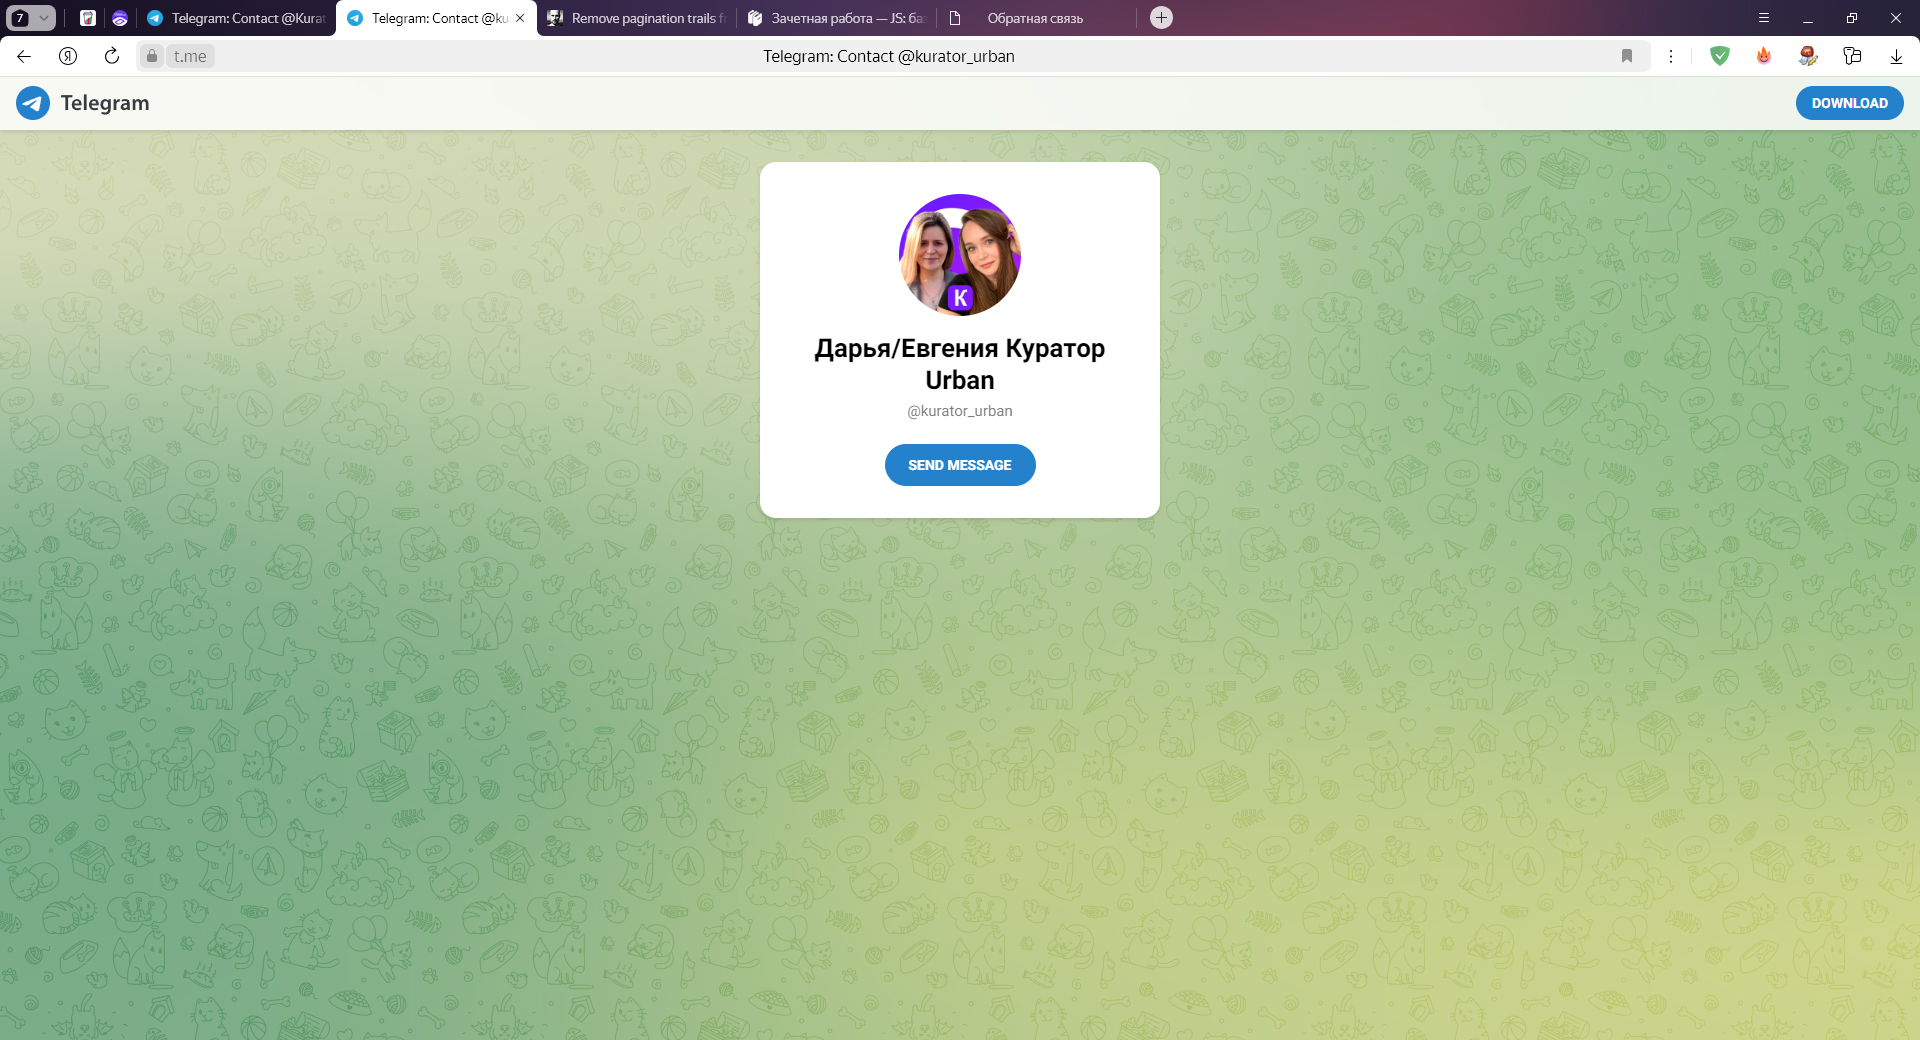 7
Telegram: Contact @Kurat
Telegram: Contact @ku
Remove pagination trails f
Зачетная работа — JS: ба
Обратная связь
Я
t.me
Telegram: Contact @kurator_urban
Telegram
DOWNLOAD
K
Дарья/Евгения Куратор
Urban
@kurator_urban
SEND MESSAGE